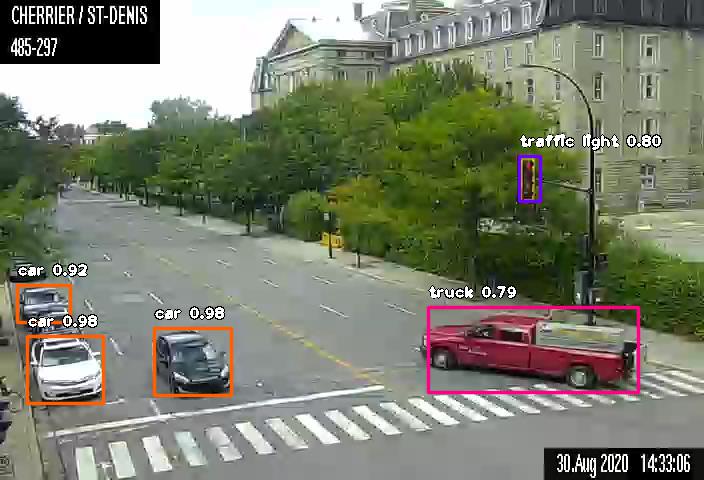 CHERRIER / ST-DENIS
485-297
traffic light 0.80
car 0.92
truck 0.79
car 0.98
car 0.98
30.Aug 2020 14:33:06